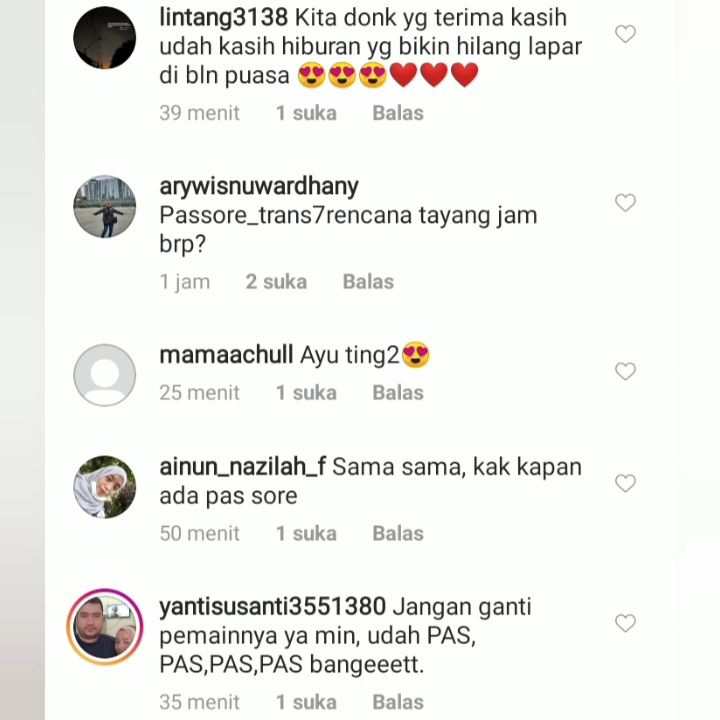 lintang3138 Kita donk yg terima kasih
udah kasih hiburan yg bikin hilang lapar
di bln puasa 😍😍😍❤️❤️❤️
39 menit 1 suka Balas
arywisnuwardhany
Passore_trans7rencana tayang jam
brp?
1 jam 2 suka Balas
mamaachull Ayu ting2😍
25 menit 1 suka Balas
ainun_nazilah_f Sama sama, kak kapan
ada pas sore
50 menit 1 suka Balas
yantisusanti3551380 Jangan ganti
pemainnya ya min, udah PAS,
PAS,PAS,PAS bangeeett.
35 menit 1 suka Balas